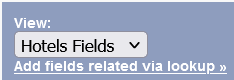 View:
Hotels Fields
Add fields related via lookup »